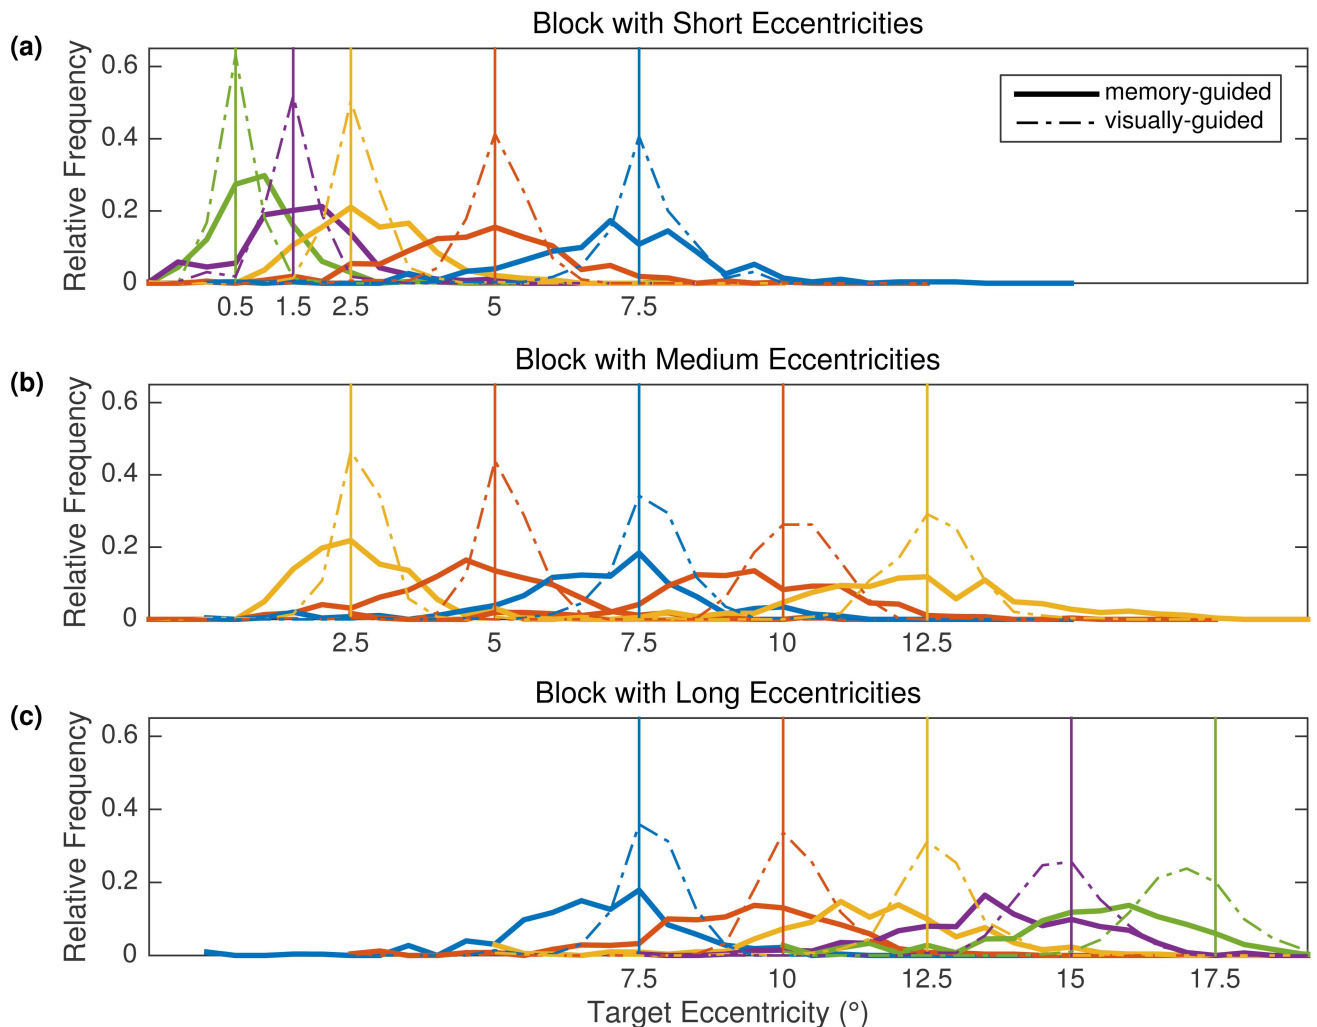 (a)
Block with Short Eccentricities
Relative Frequency
0.6
0.4
0.2
0
memory-guided
visually-guided
0.5 1.5 2.5 5 7.5
(b)
Block with Medium Eccentricities
Relative Frequency
0.6
0.4
0.2
0
2.5 5 7.5 10 12.5
(c)
Block with Long Eccentricities
Relative Frequency
0.6
0.4
0.2
0
7.5 10 12.5 15 17.5
Target Eccentricity (°)